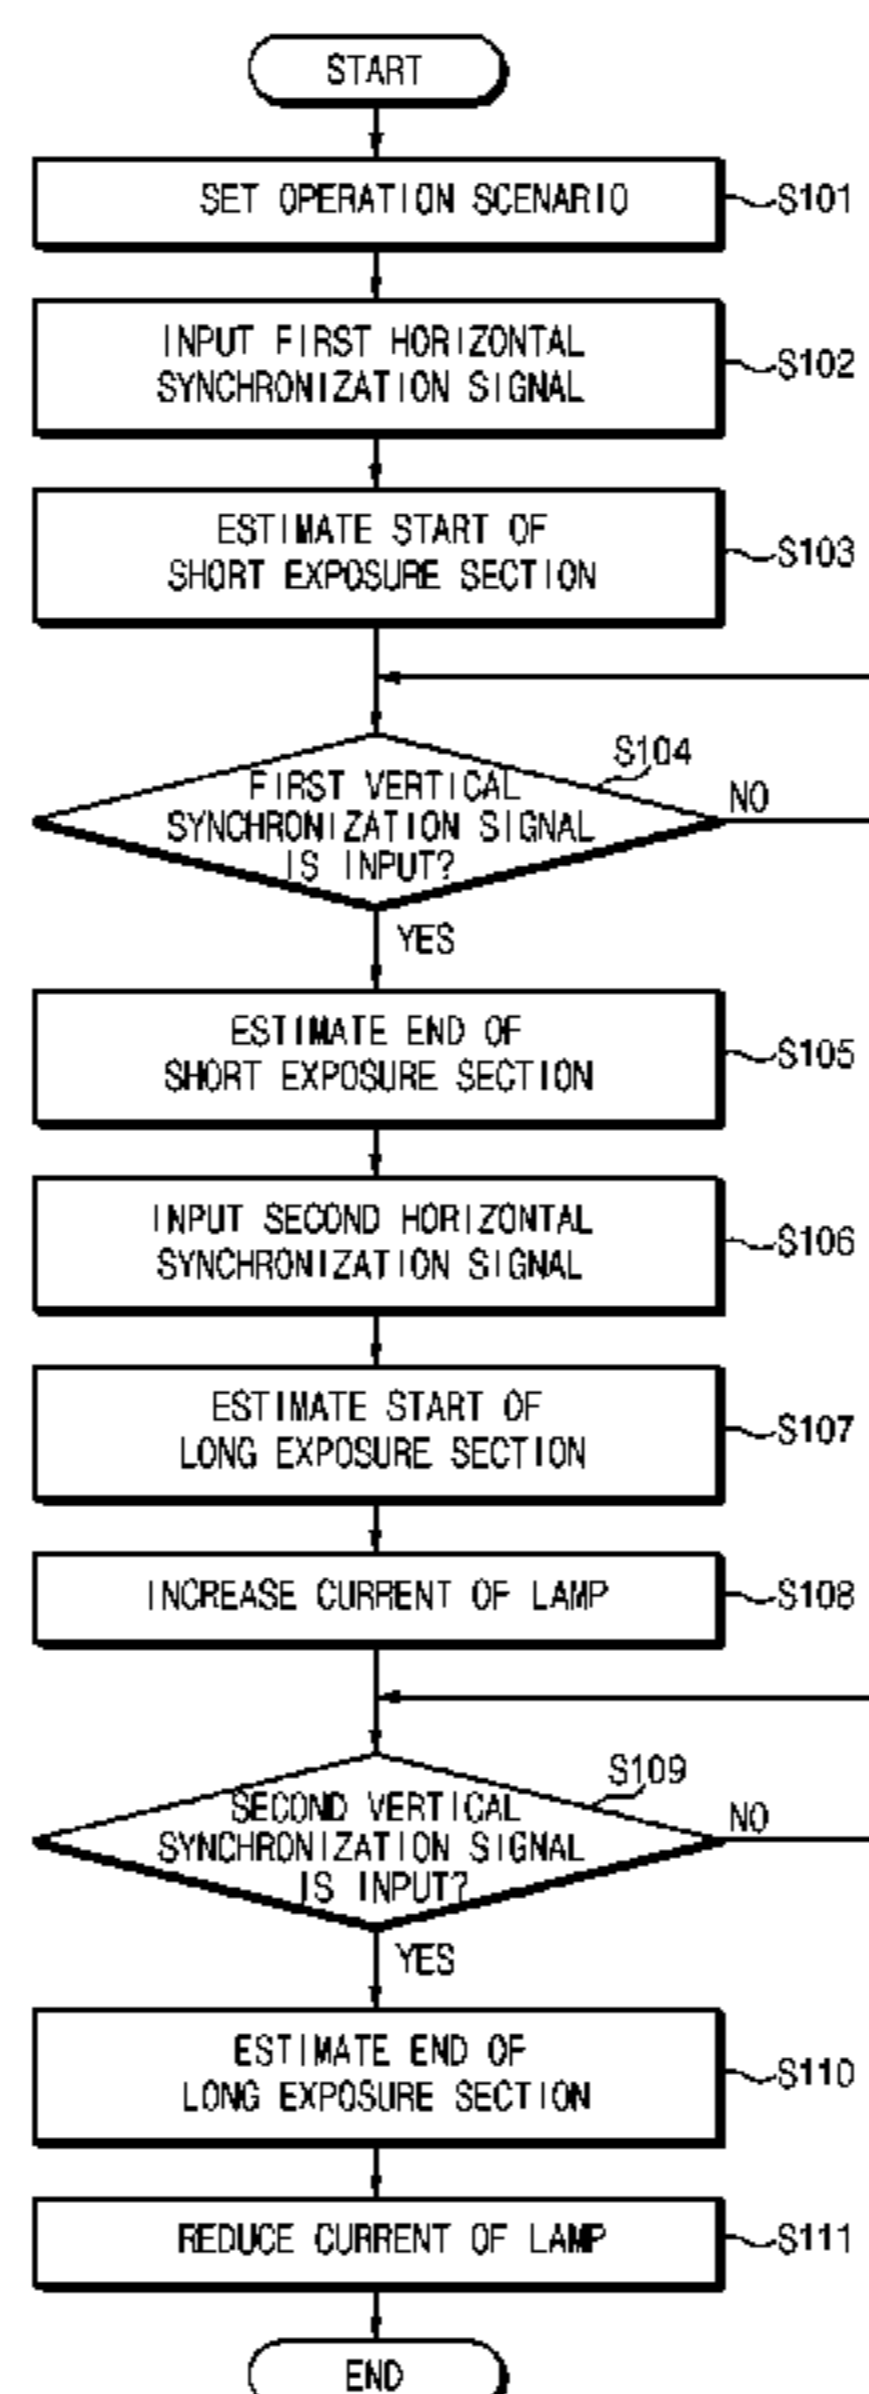 START
SET OPERATION SCENARIO
S101
INPUT FIRST HORIZONTAL
SYNCHRONIZATION SIGNAL
S102
ESTIMATE START OF
SHORT EXPOSURE SECTION
S103
S104
FIRST VERTICAL
SYNCHRONIZATION SIGNAL
IS INPUT?
NO
YES
ESTIMATE END OF
SHORT EXPOSURE SECTION
S105
INPUT SECOND HORIZONTAL
SYNCHRONIZATION SIGNAL
S106
ESTIMATE START OF
LONG EXPOSURE SECTION
S107
INCREASE CURRENT OF LAMP
S108
S109
SECOND VERTICAL
SYNCHRONIZATION SIGNAL
IS INPUT?
NO
YES
ESTIMATE END OF
LONG EXPOSURE SECTION
S110
REDUCE CURRENT OF LAMP
S111
END